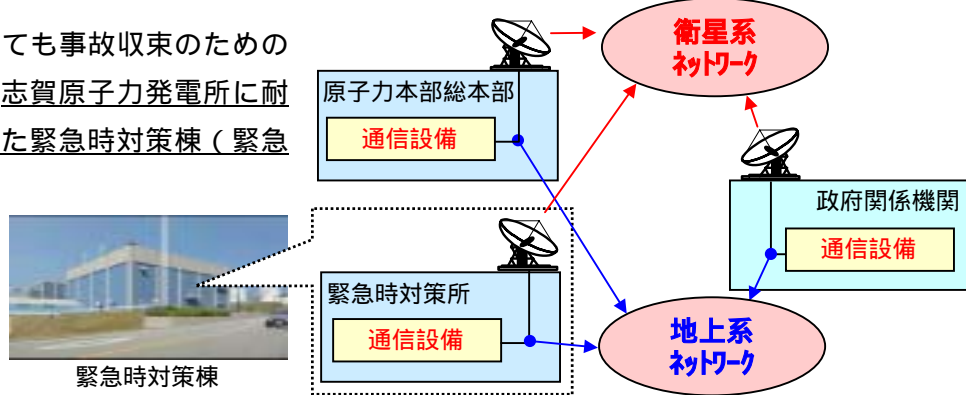 ても事故収束のための
志賀原子力発電所に耐
た緊急時対策棟（緊急
緊急時対策棟
原子力本部総本部
通信設備
緊急時対策所
通信設備
衛星系
ﾈｯﾄﾜｰｸ
政府関係機関
通信設備
地上系
ﾈｯﾄﾜｰｸ